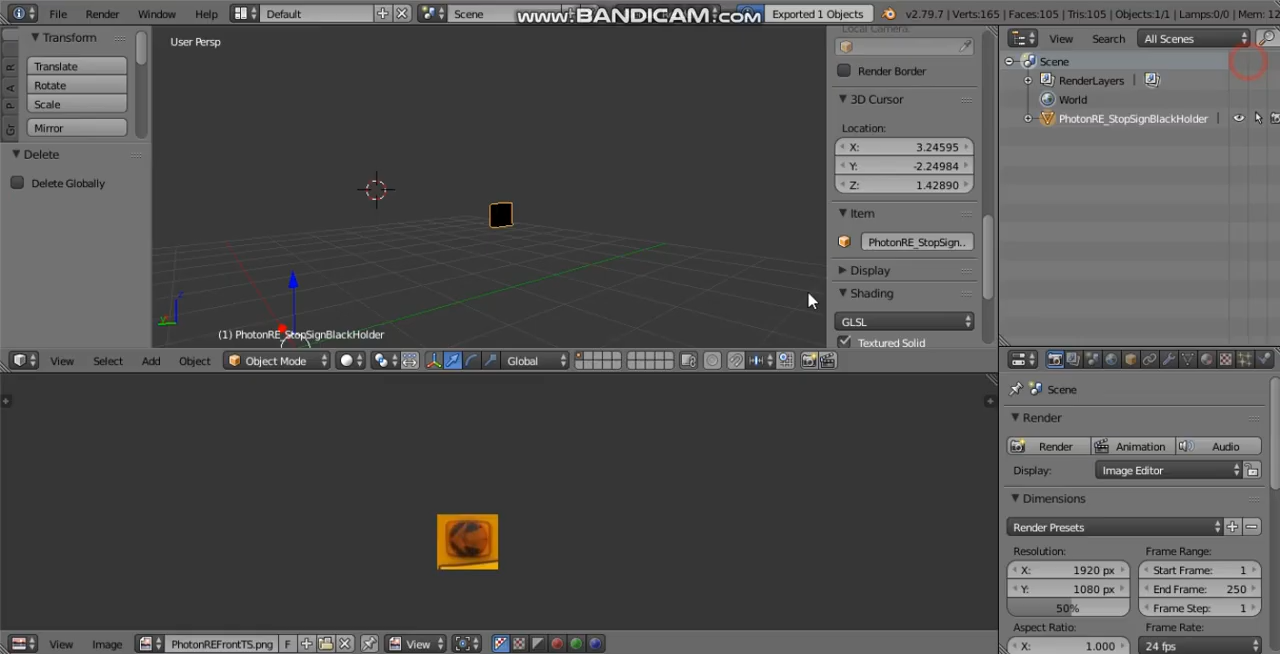 File Render Window Help Default Scene www.BANDICAM.com Exported 1 Objects v2.79.7 | Verts:165 | Faces:105 | Tris:105 | Objects:1/1 | Lamps:0/0 | Mem: 12
Transform
Translate
Rotate
Scale
Mirror
Delete
Delete Globally
R
A
P
Gr
User Persp
(1) PhotonRE_StopSignBlackHolder
z
y
Local Camera:
Render Border
3D Cursor
Location:
X: 3.24595
Y: -2.24984
Z: 1.42890
Item
PhotonRE_StopSign..
Display
Shading
GLSL
Textured Solid
View Search All Scenes
Scene
RenderLayers
World
PhotonRE_StopSignBlackHolder
View Select Add Object Object Mode Global
Scene
Render
Render Animation Audio
Display: Image Editor
Dimensions
Render Presets
Resolution: Frame Range:
X: 1920 px Start Frame: 1
Y: 1080 px End Frame: 250
50% Frame Step: 1
Aspect Ratio: Frame Rate:
X: 1.000 24 fps
View Image PhotonREFrontTS.png F View